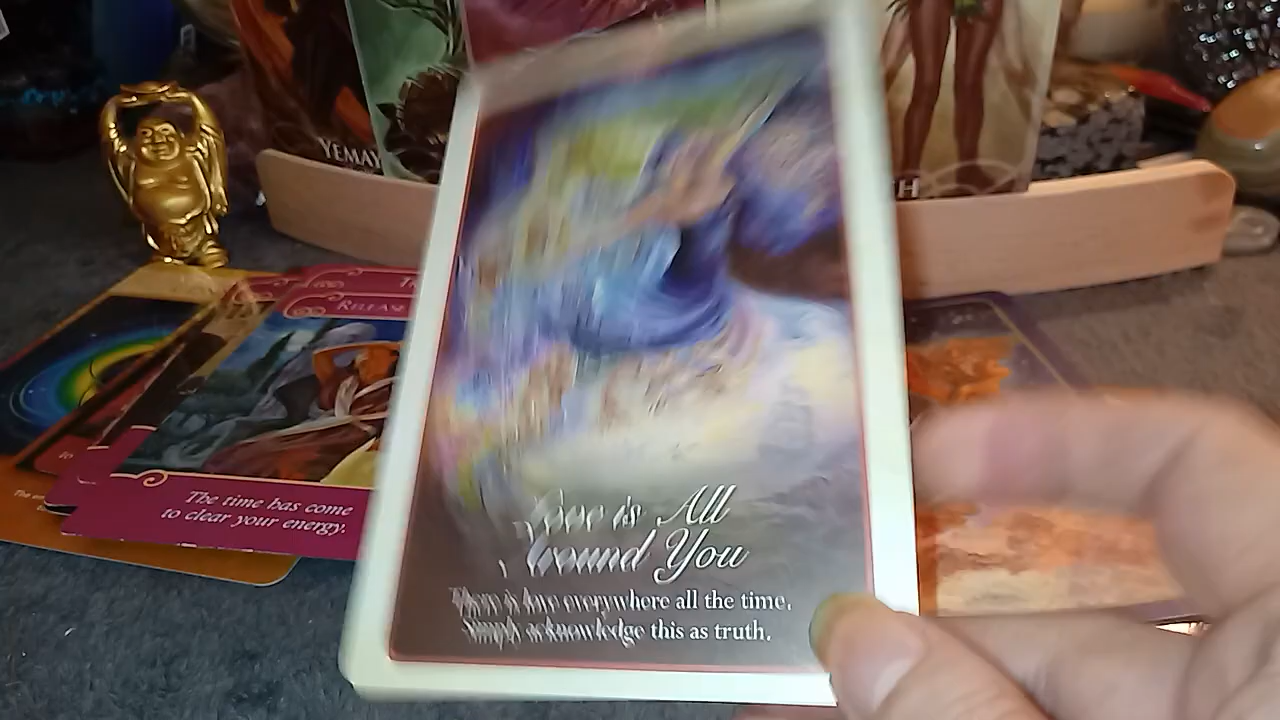 YEMAY
H
RELEASE
The time has come
to clear your energy.
Love is All
Around You
There is love everywhere all the time.
Simply acknowledge this as truth.